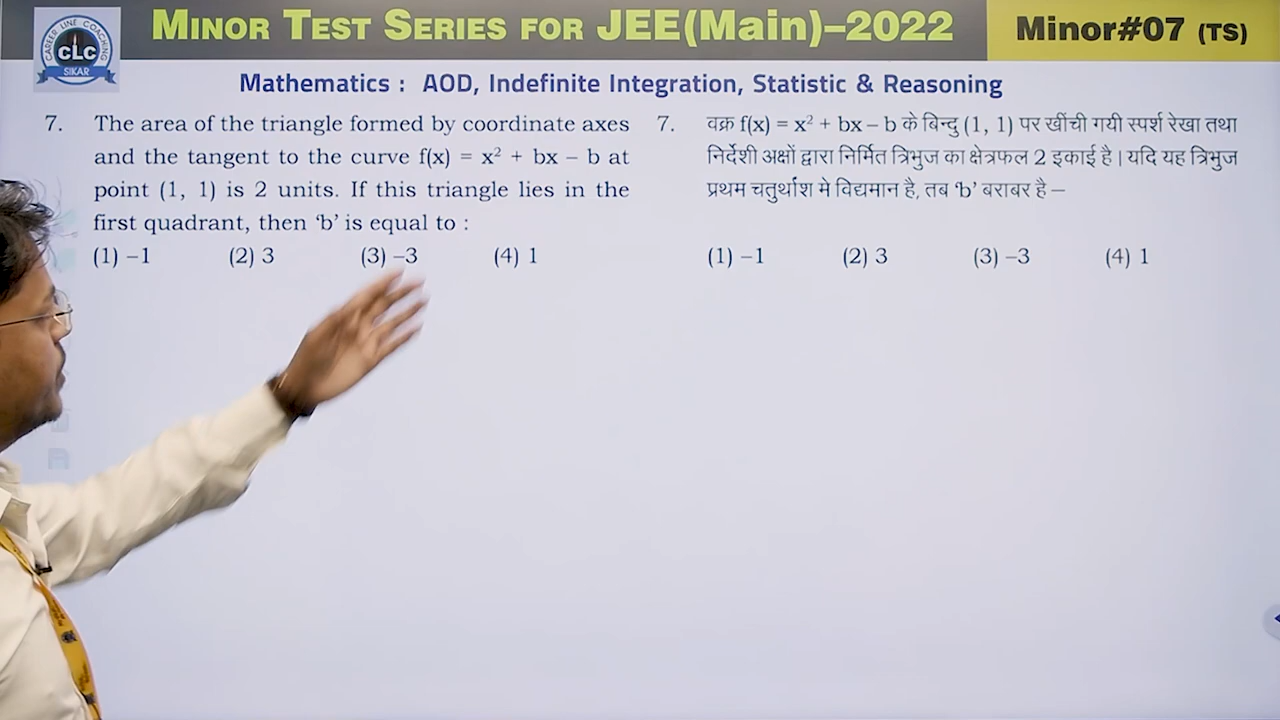 MINOR TEST SERIES FOR JEE(MAIN)–2022
Minor#07 (TS)
CAREER LINE COACHING
CLC
SIKAR
Mathematics : AOD, Indefinite Integration, Statistic & Reasoning
7. The area of the triangle formed by coordinate axes
and the tangent to the curve f(x) = x² + bx – b at
point (1, 1) is 2 units. If this triangle lies in the
first quadrant, then ‘b’ is equal to :
(1) –1 (2) 3 (3) –3 (4) 1
7. वक्र f(x) = x² + bx – b के बिन्दु (1, 1) पर खींची गयी स्पर्श रेखा तथा
निर्देशी अक्षों द्वारा निर्मित त्रिभुज का क्षेत्रफल 2 इकाई है। यदि यह त्रिभुज
प्रथम चतुर्थांश मे विद्यमान है, तब ‘b’ बराबर है –
(1) –1 (2) 3 (3) –3 (4) 1